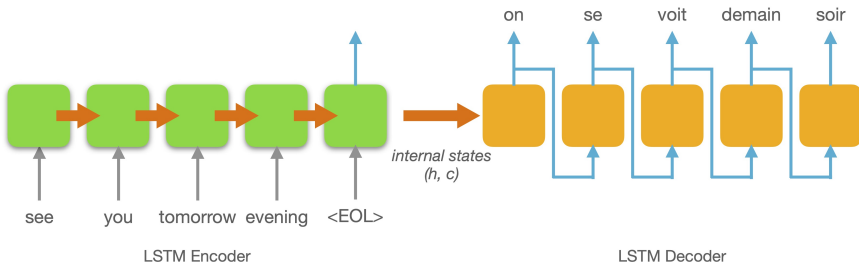 on se voit demain soir
internal states
(h, c)
see you tomorrow evening <EOL>
LSTM Encoder LSTM Decoder